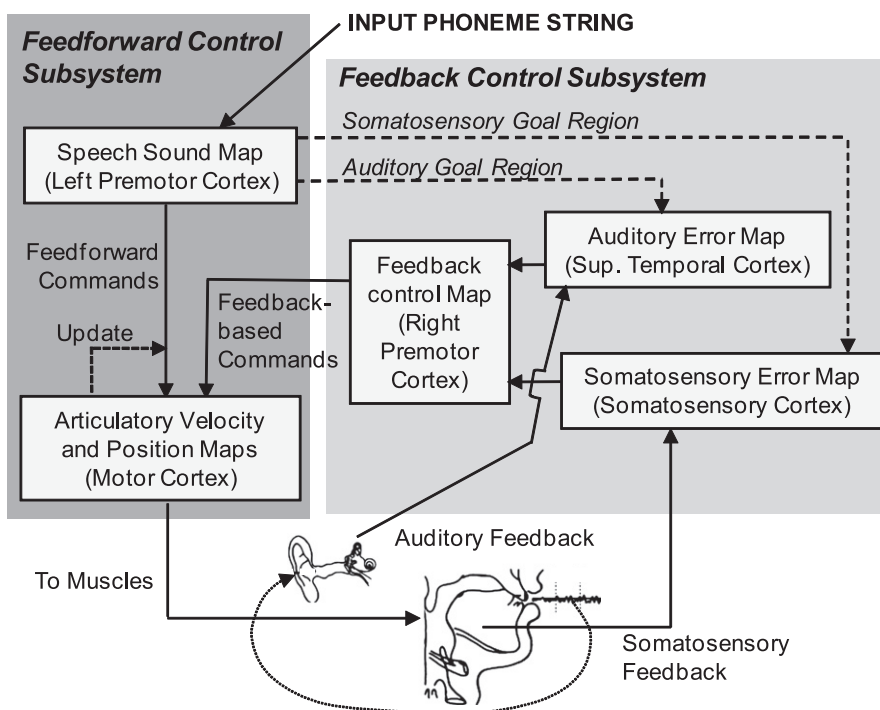 INPUT PHONEME STRING
Feedforward Control
Subsystem
Feedback Control Subsystem
Somatosensory Goal Region
Speech Sound Map
(Left Premotor Cortex)
Auditory Goal Region
Auditory Error Map
(Sup. Temporal Cortex)
Feedforward
Commands
Feedback
control Map
(Right
Premotor
Cortex)
Feedback-
based
Commands
Update
Somatosensory Error Map
(Somatosensory Cortex)
Articulatory Velocity
and Position Maps
(Motor Cortex)
Auditory Feedback
To Muscles
Somatosensory
Feedback